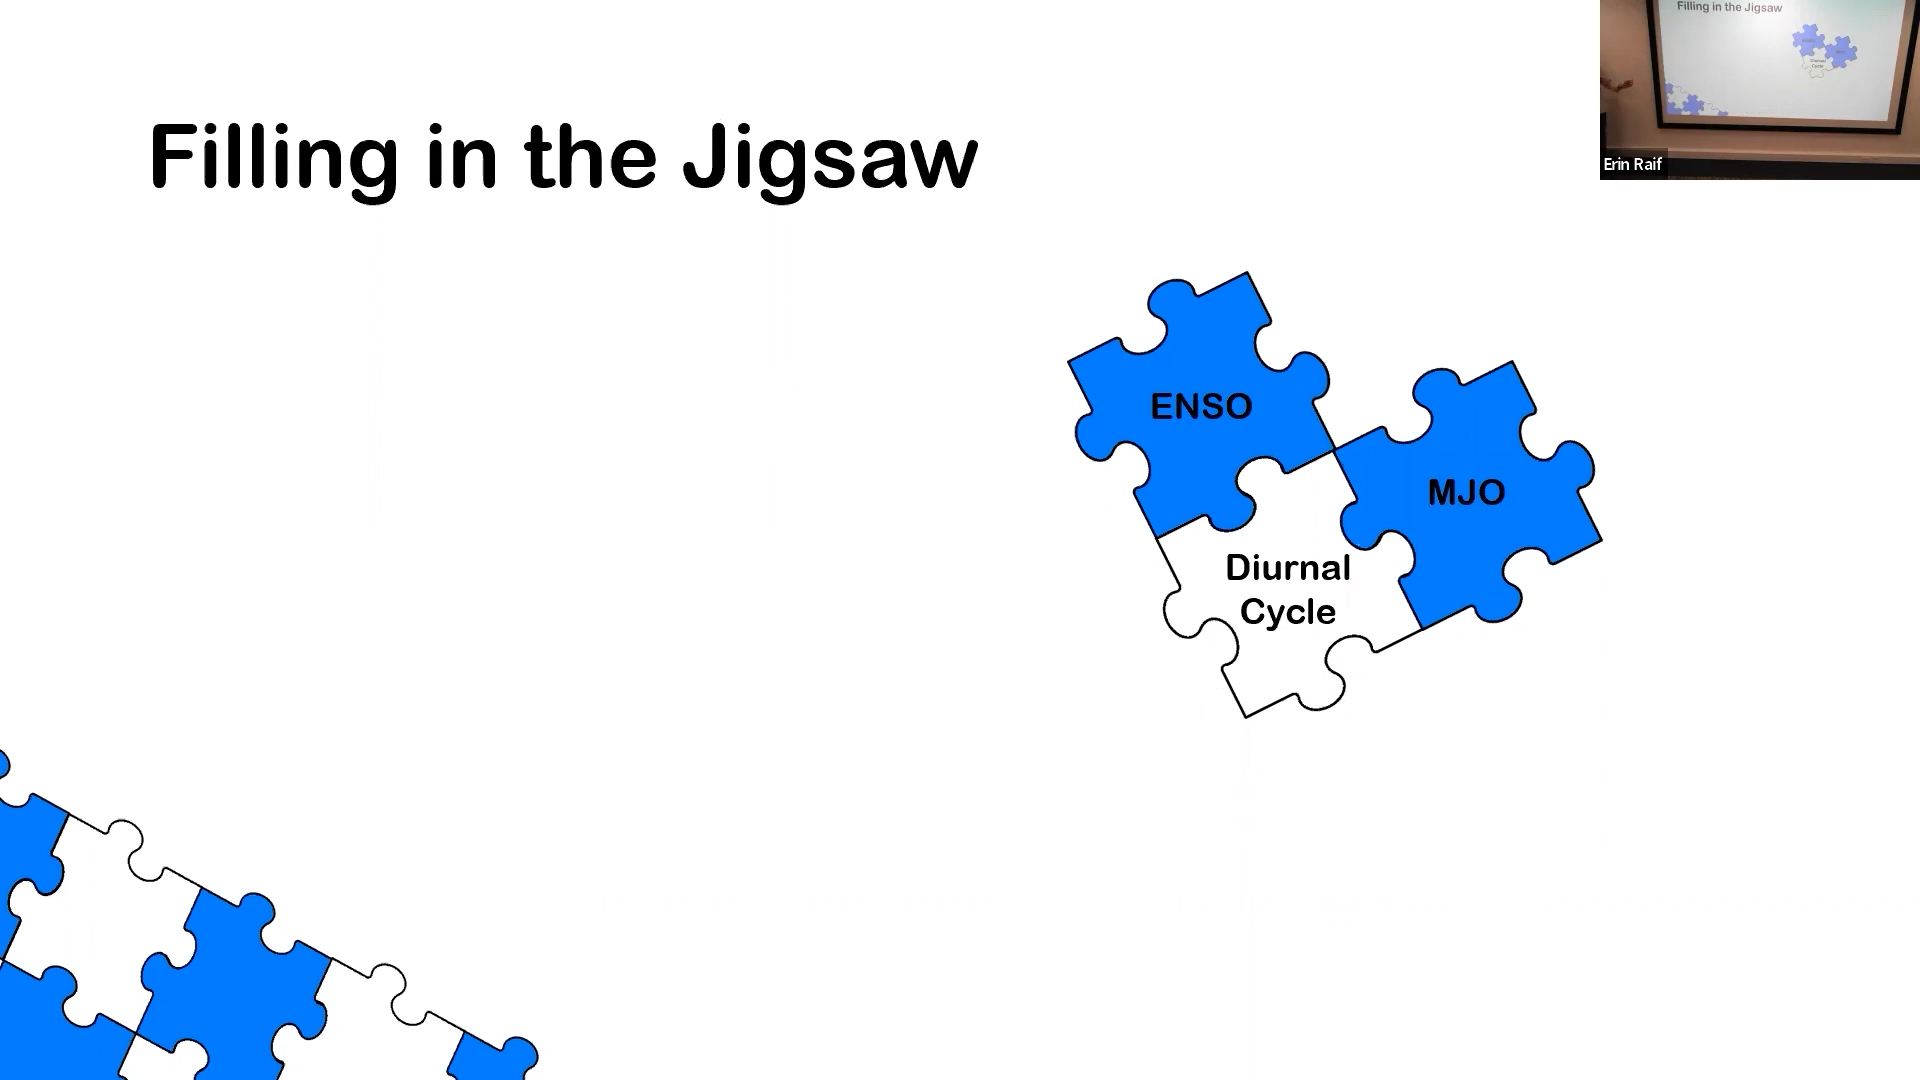 Filling in the Jigsaw
Filling in the Jigsaw
Erin Raif
ENSO
MJO
Diurnal
Cycle